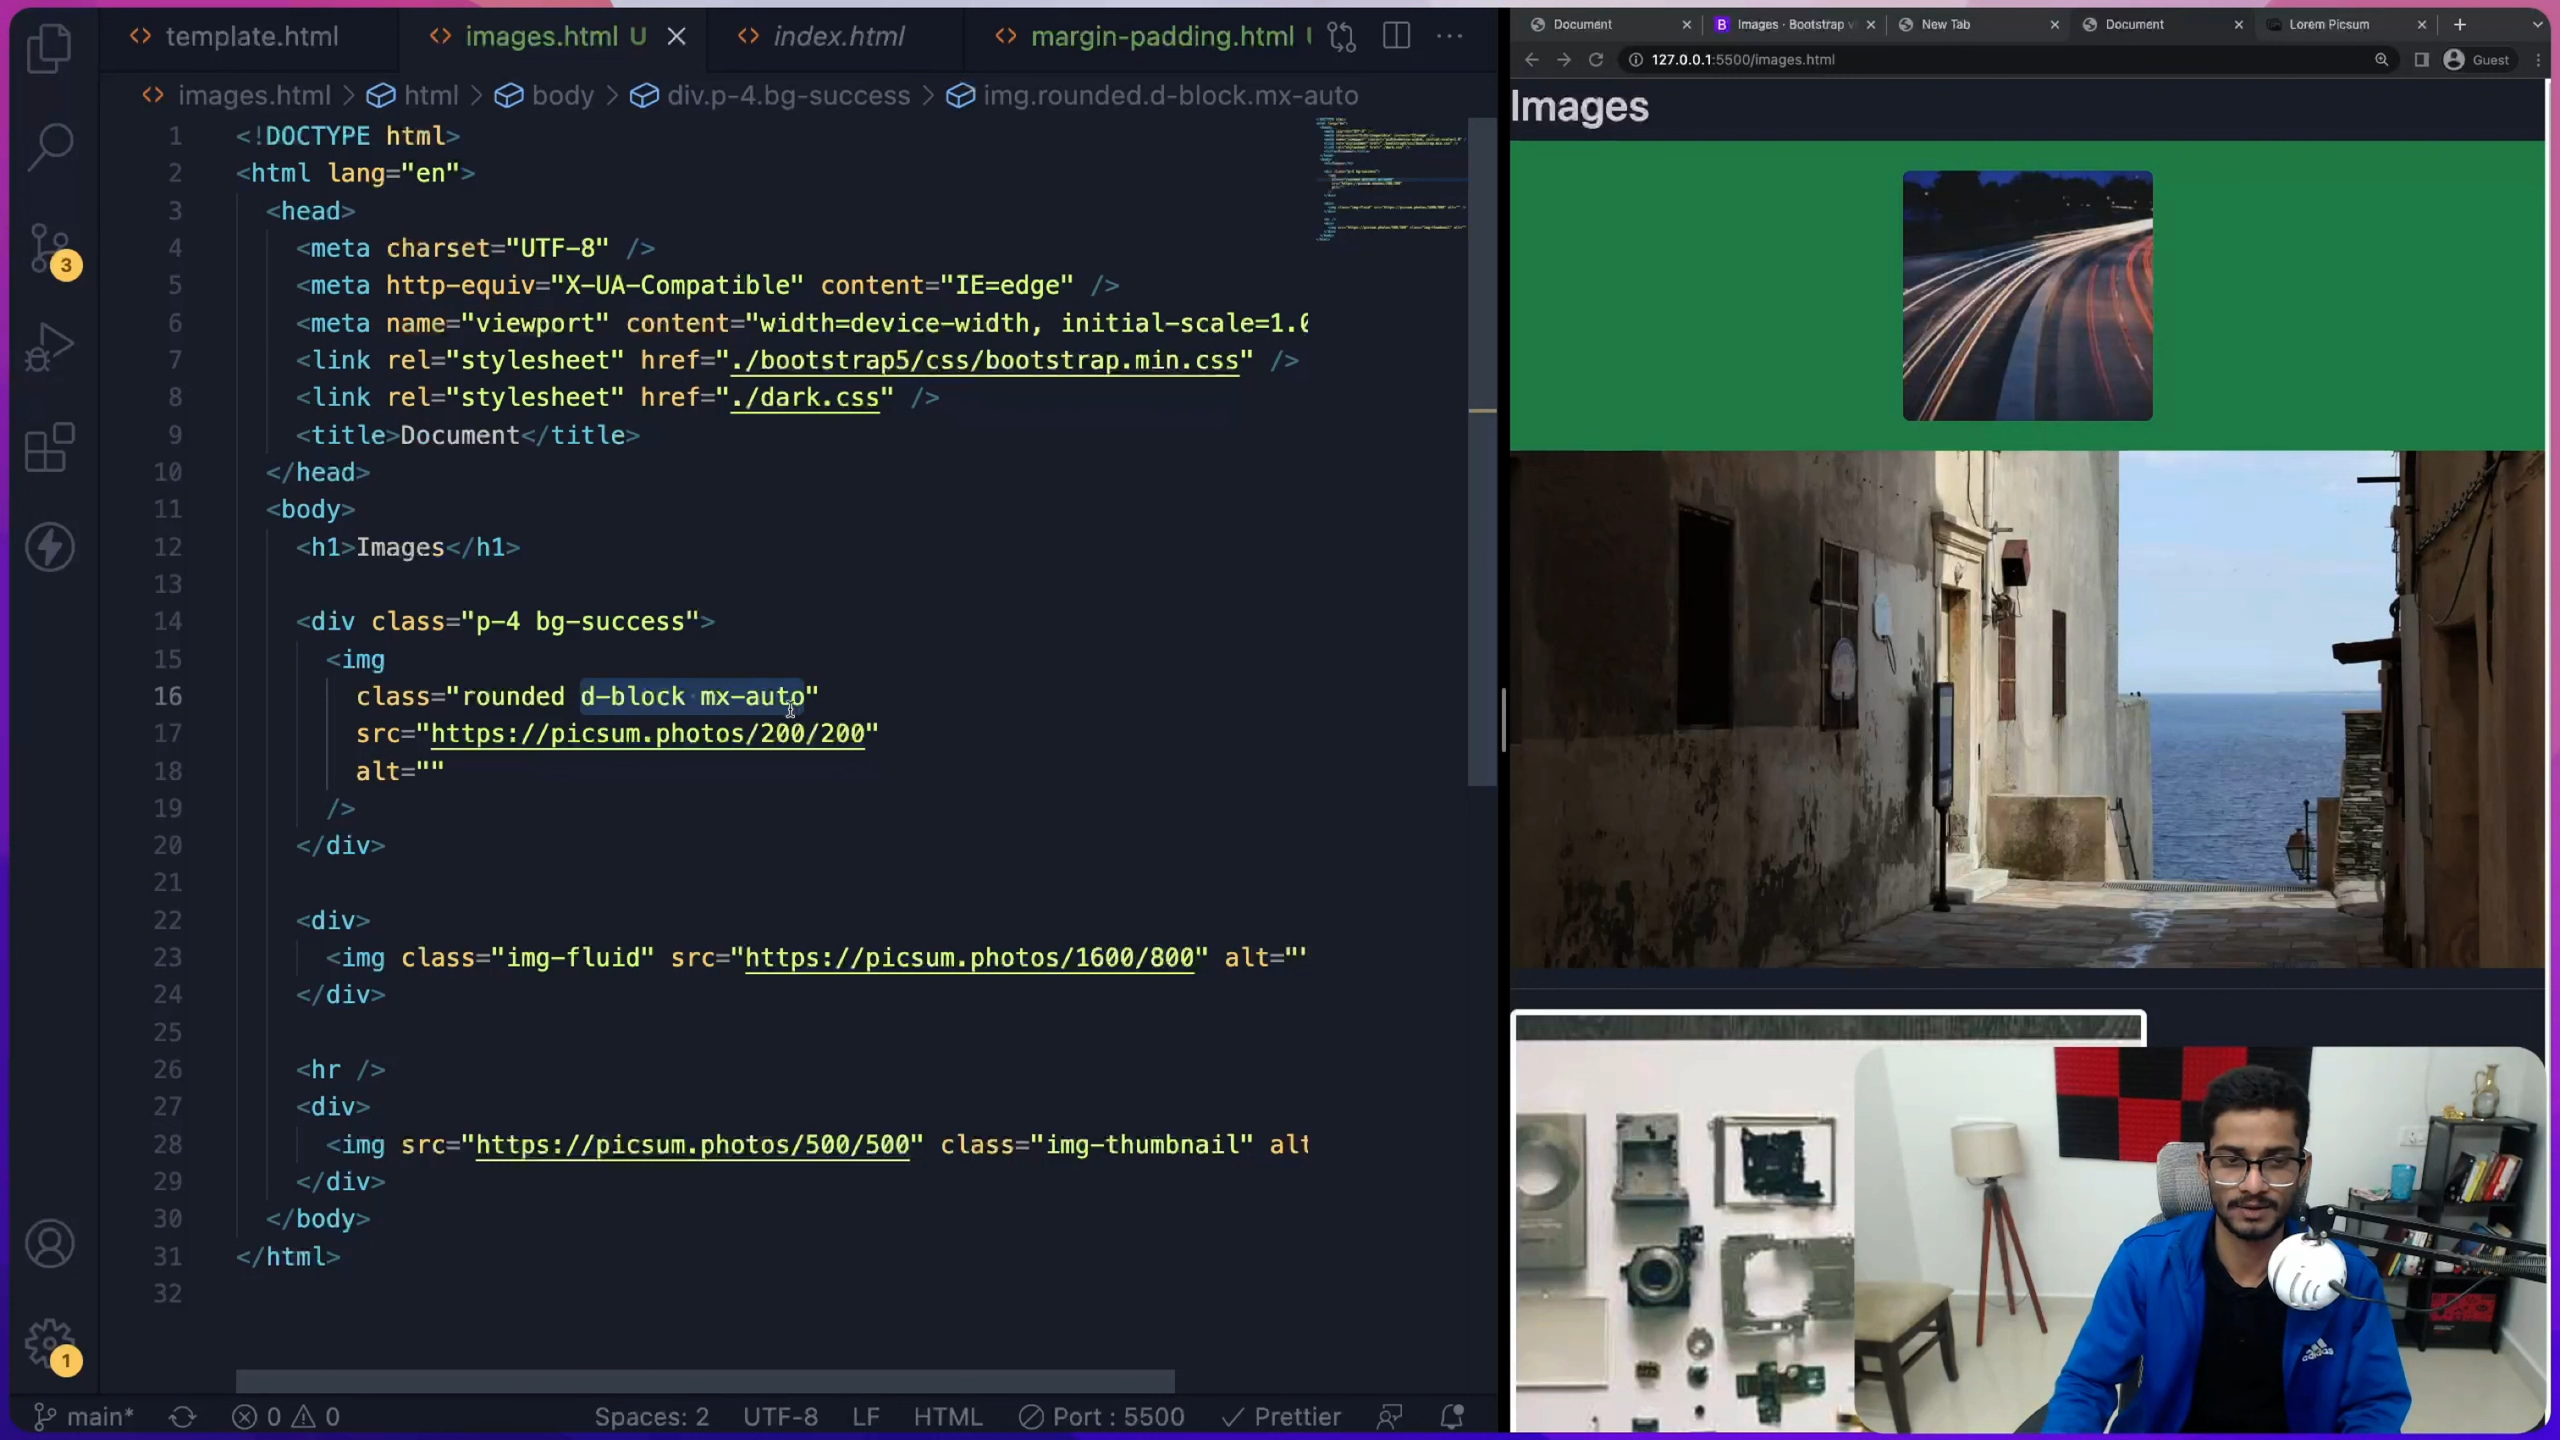 template.html
images.html U
index.html
margin-padding.html
images.html > html > body > div.p-4.bg-success > img.rounded.d-block.mx-auto
1 <!DOCTYPE html>
2 <html lang="en">
3 <head>
4 <meta charset="UTF-8" />
5 <meta http-equiv="X-UA-Compatible" content="IE=edge" />
6 <meta name="viewport" content="width=device-width, initial-scale=1.0
7 <link rel="stylesheet" href="./bootstrap5/css/bootstrap.min.css" />
8 <link rel="stylesheet" href="./dark.css" />
9 <title>Document</title>
10 </head>
11 <body>
12 <h1>Images</h1>
13
14 <div class="p-4 bg-success">
15 <img
16 class="rounded d-block mx-auto"
17 src="https://picsum.photos/200/200"
18 alt=""
19 />
20 </div>
21
22 <div>
23 <img class="img-fluid" src="https://picsum.photos/1600/800" alt=""
24 </div>
25
26 <hr />
27 <div>
28 <img src="https://picsum.photos/500/500" class="img-thumbnail" alt
29 </div>
30 </body>
31 </html>
32
3
1
main*
0
0
Spaces: 2
UTF-8
LF
HTML
Port : 5500
Prettier
Document
Images · Bootstrap
New Tab
Document
Lorem Picsum
127.0.0.1:5500/images.html
Guest
Images
adidas